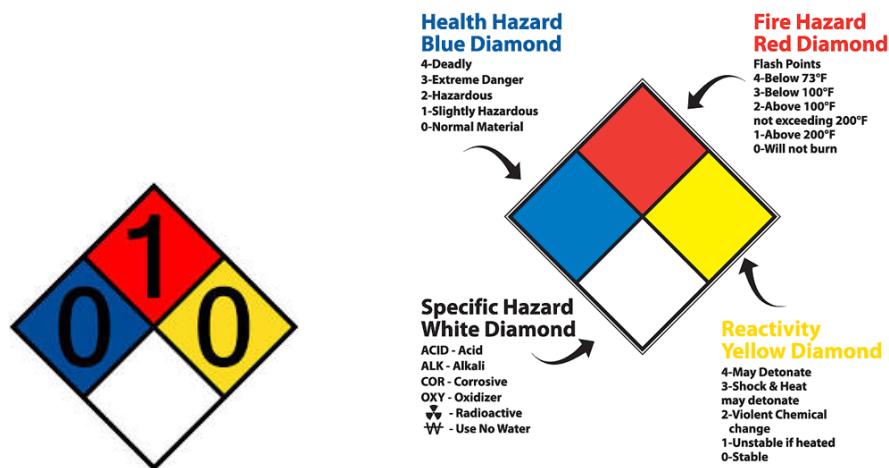 1
0
0
Health Hazard
Blue Diamond
4-Deadly
3-Extreme Danger
2-Hazardous
1-Slightly Hazardous
0-Normal Material
Fire Hazard
Red Diamond
Flash Points
4-Below 73°F
3-Below 100°F
2-Above 100°F
not exceeding 200°F
1-Above 200°F
0-Will not burn
Specific Hazard
White Diamond
ACID - Acid
ALK - Alkali
COR - Corrosive
OXY - Oxidizer
- Radioactive
W - Use No Water
Reactivity
Yellow Diamond
4-May Detonate
3-Shock & Heat
may detonate
2-Violent Chemical
change
1-Unstable if heated
0-Stable